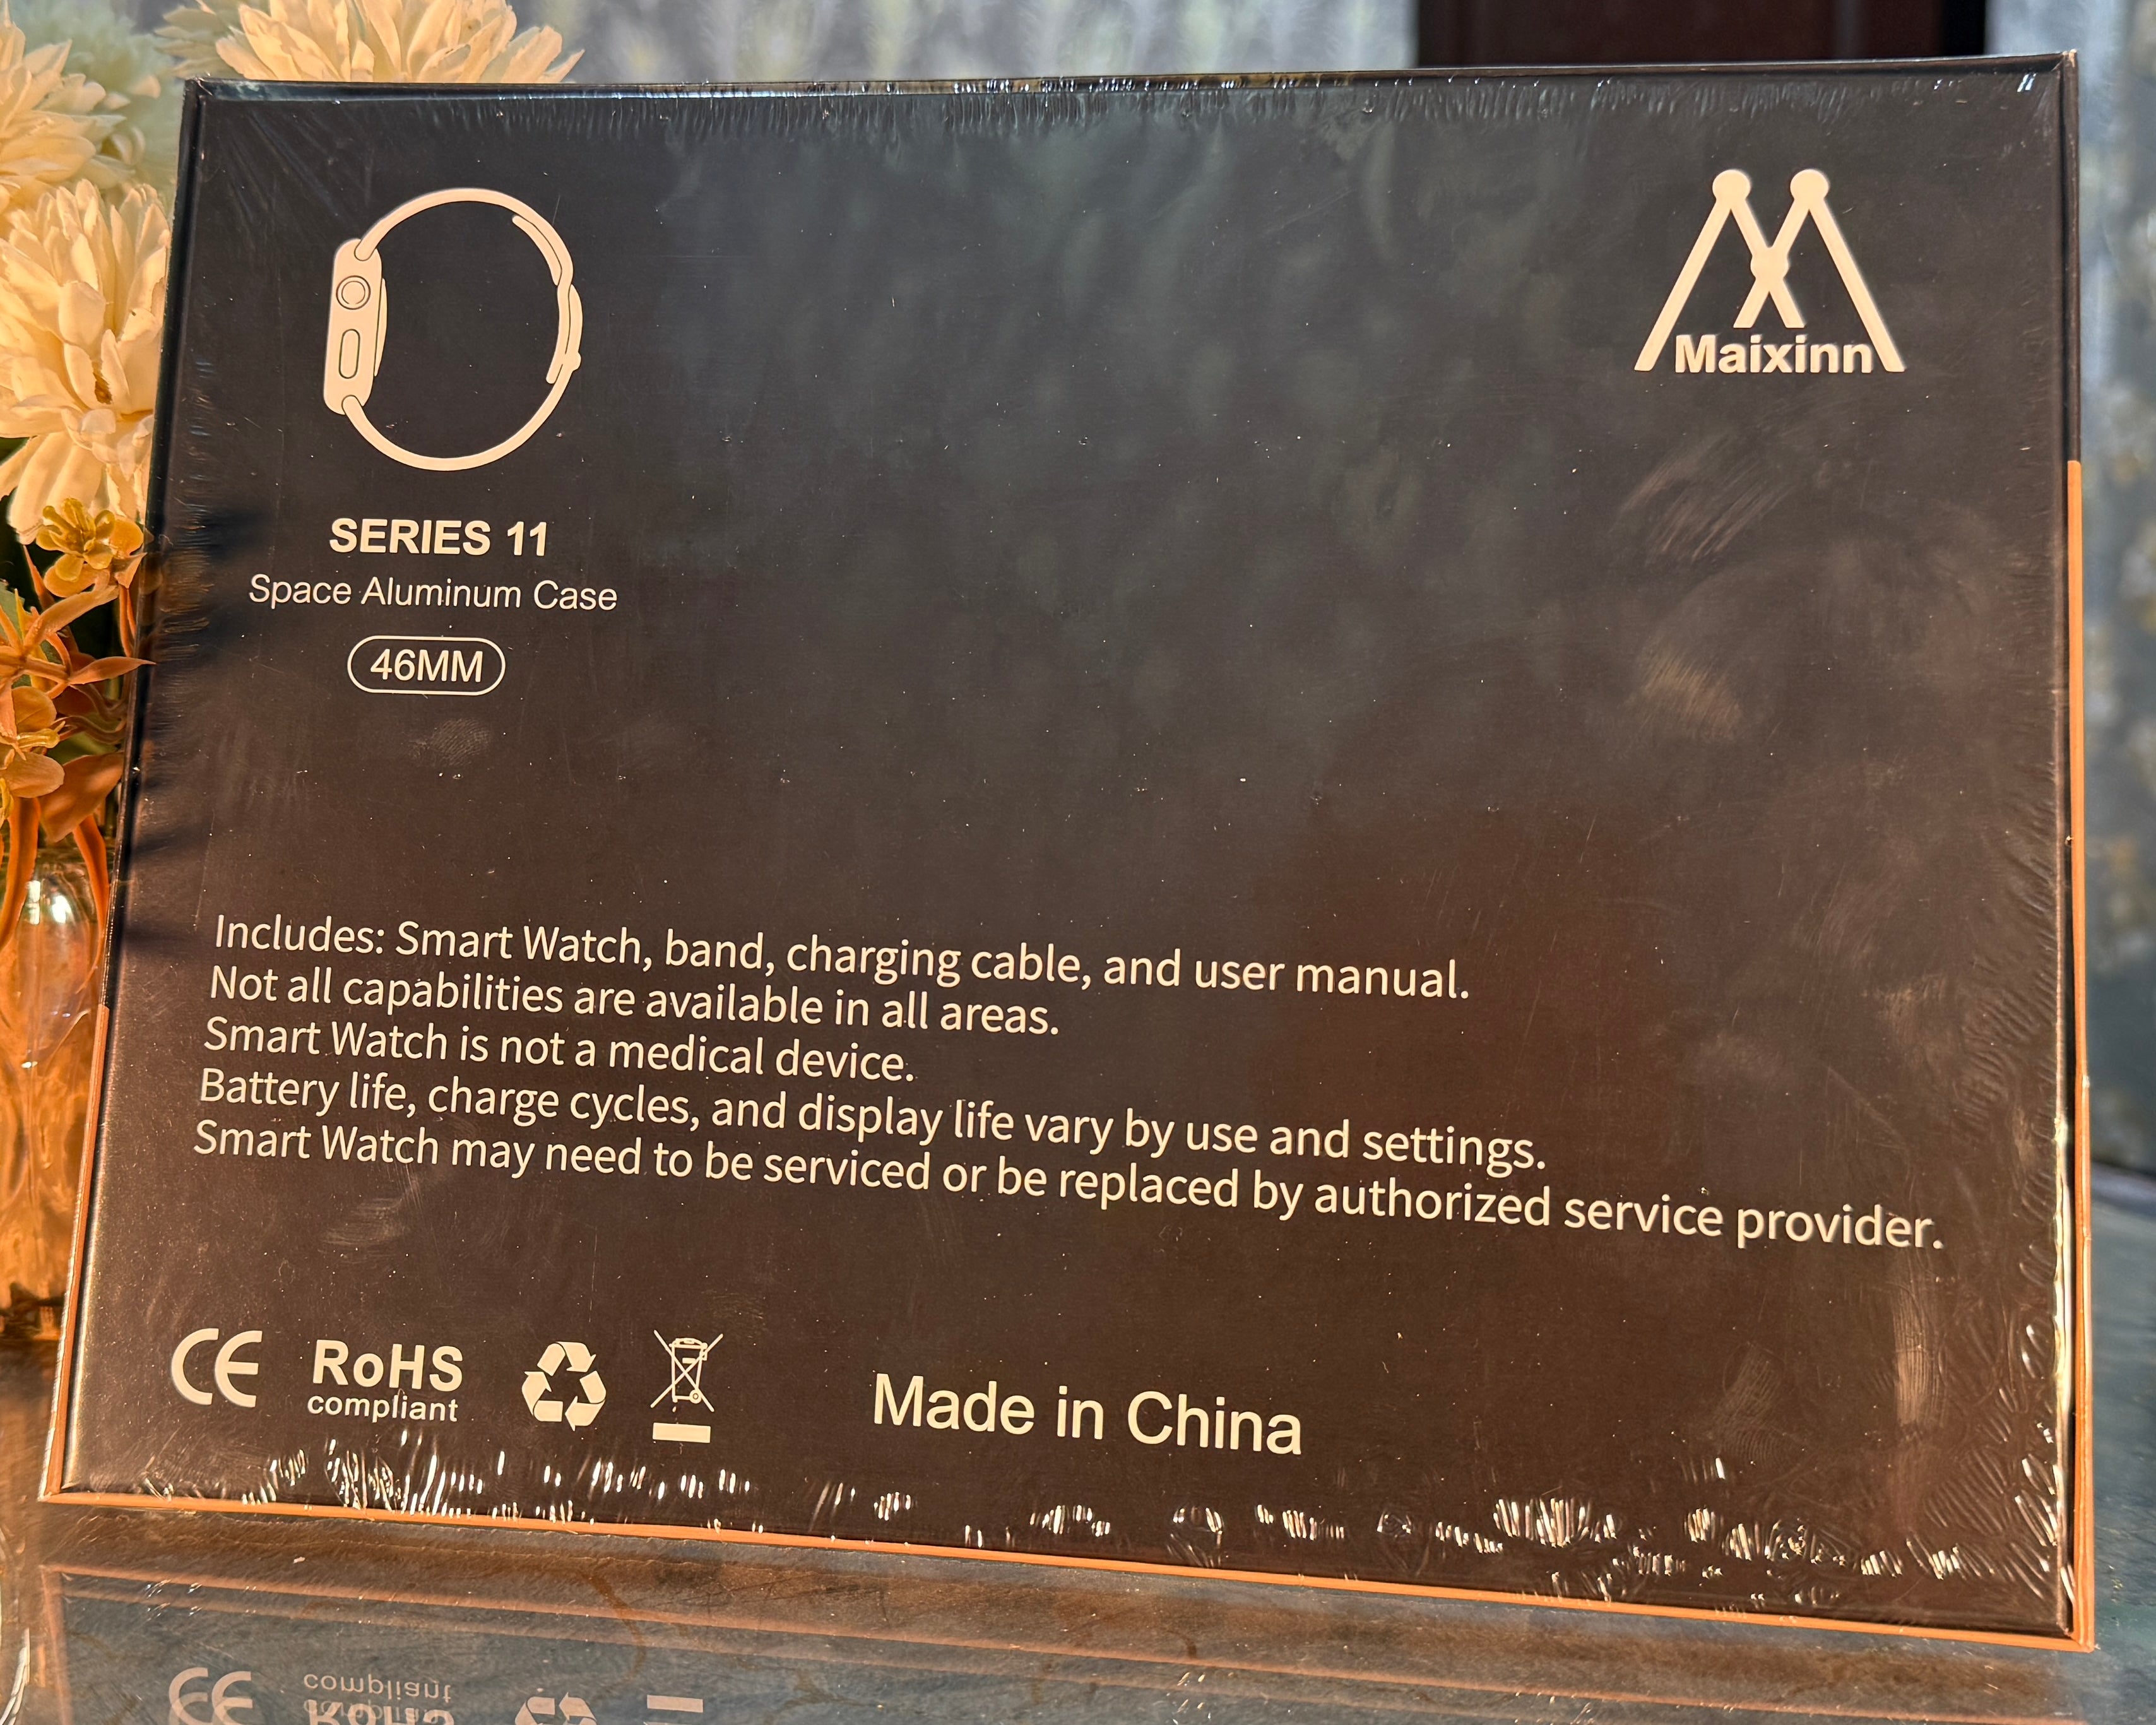 Maixinn
SERIES 11
Space Aluminum Case
46MM
Includes: Smart Watch, band, charging cable, and user manual.
Not all capabilities are available in all areas.
Smart Watch is not a medical device.
Battery life, charge cycles, and display life vary by use and settings.
Smart Watch may need to be serviced or be replaced by authorized service provider.
CE RoHS
compliant
Made in China